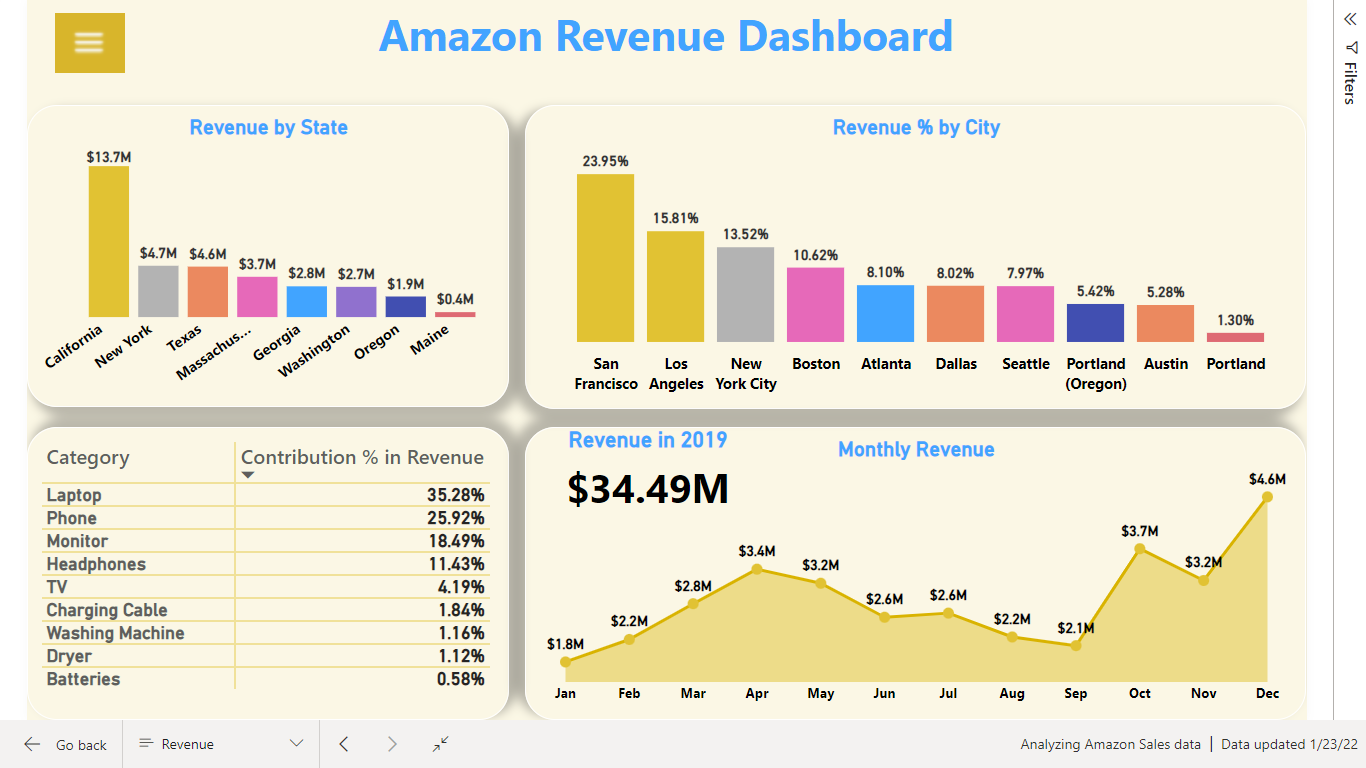 Amazon Revenue Dashboard
Filters
Revenue by State
$13.7M
$4.7M
$4.6M
$3.7M
$2.8M
$2.7M
$1.9M
$0.4M
California
New York
Texas
Massachus...
Georgia
Washington
Oregon
Maine
Revenue % by City
23.95%
15.81%
13.52%
10.62%
8.10%
8.02%
7.97%
5.42%
5.28%
1.30%
San
Francisco
Los
Angeles
New
York City
Boston
Atlanta
Dallas
Seattle
Portland
(Oregon)
Austin
Portland
Category Contribution % in Revenue
Laptop 35.28%
Phone 25.92%
Monitor 18.49%
Headphones 11.43%
TV 4.19%
Charging Cable 1.84%
Washing Machine 1.16%
Dryer 1.12%
Batteries 0.58%
Revenue in 2019
$34.49M
Monthly Revenue
$1.8M
$2.2M
$2.8M
$3.4M
$3.2M
$2.6M
$2.6M
$2.2M
$2.1M
$3.7M
$3.2M
$4.6M
Jan Feb Mar Apr May Jun Jul Aug Sep Oct Nov Dec
Go back
Revenue
Analyzing Amazon Sales data | Data updated 1/23/22